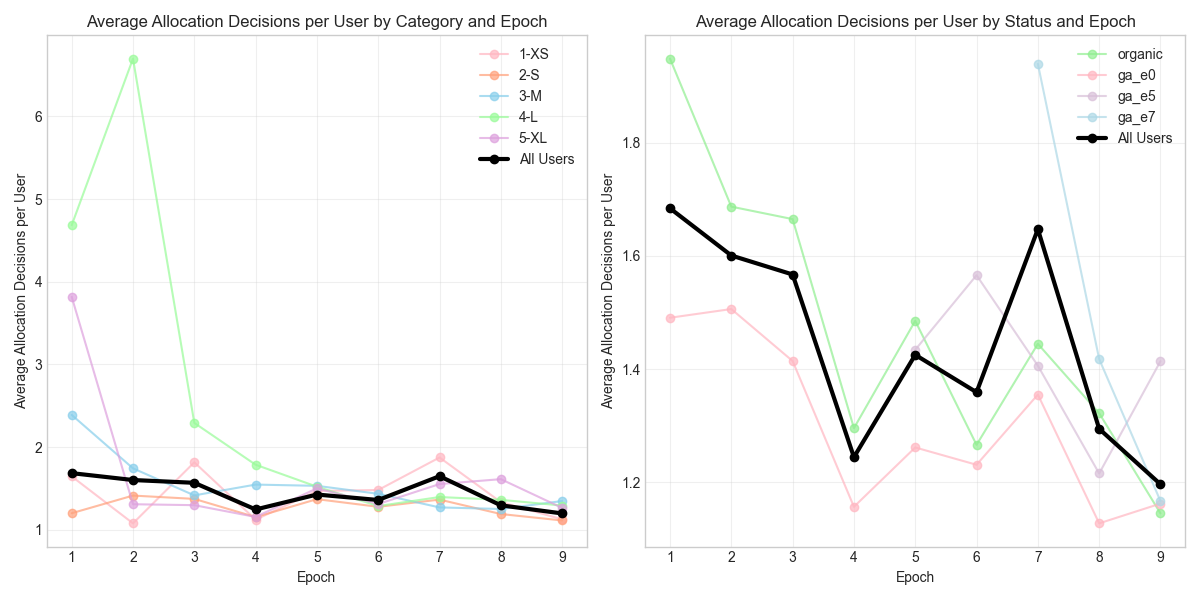 Average Allocation Decisions per User by Category and Epoch
Average Allocation Decisions per User
6
5
4
3
2
1
1 2 3 4 5 6 7 8 9
Epoch
1-XS
2-S
3-M
4-L
5-XL
All Users
Average Allocation Decisions per User by Status and Epoch
Average Allocation Decisions per User
1.8
1.6
1.4
1.2
1 2 3 4 5 6 7 8 9
Epoch
organic
ga_e0
ga_e5
ga_e7
All Users